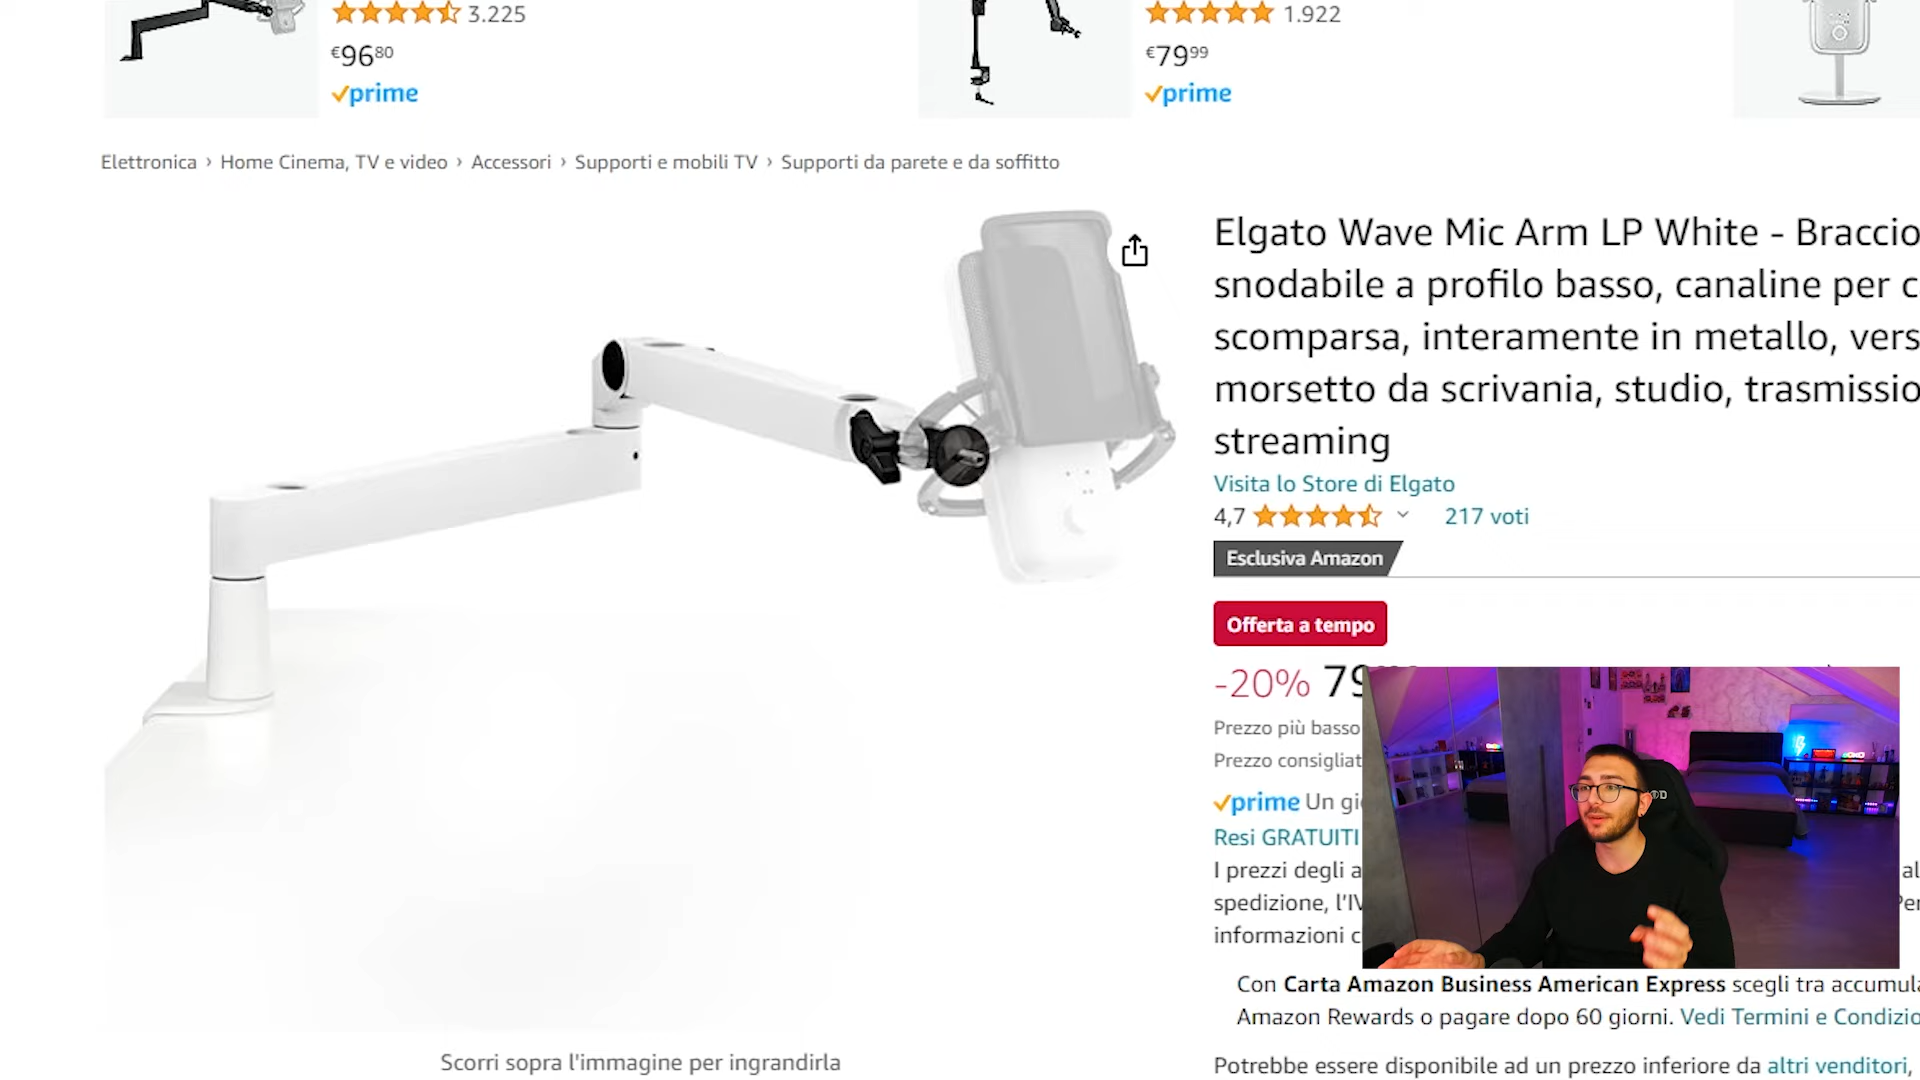 3.225
€9680
prime
1.922
€7999
prime
Elettronica › Home Cinema, TV e video › Accessori › Supporti e mobili TV › Supporti da parete e da soffitto
Elgato Wave Mic Arm LP White - Braccio
snodabile a profilo basso, canaline per c
scomparsa, interamente in metallo, vers
morsetto da scrivania, studio, trasmissio
streaming
Visita lo Store di Elgato
4,7 217 voti
Esclusiva Amazon
Offerta a tempo
-20% 79
Prezzo più basso
Prezzo consigliat
prime Un gi
Resi GRATUITI
I prezzi degli a
spedizione, l'IV
informazioni c
Con Carta Amazon Business American Express scegli tra accumula
Amazon Rewards o pagare dopo 60 giorni. Vedi Termini e Condizio
Potrebbe essere disponibile ad un prezzo inferiore da altri venditori,
Scorri sopra l'immagine per ingrandirla